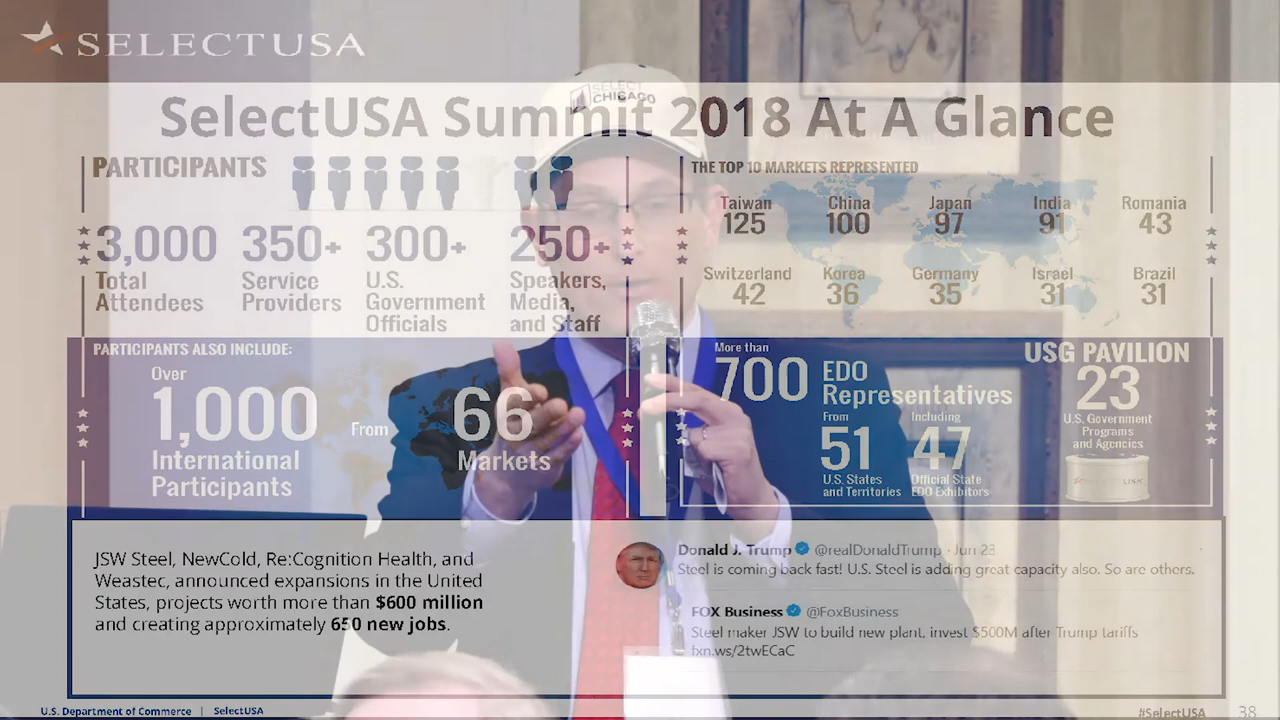 SELECTUSA
SELECT
CHICAGO
SelectUSA Summit 2018 At A Glance
PARTICIPANTS
3,000
Total
Attendees
350+
Service
Providers
300+
U.S.
Government
Officials
250+
Speakers,
Media,
and Staff
THE TOP 10 MARKETS REPRESENTED
Taiwan
125
China
100
Japan
97
India
91
Romania
43
Switzerland
42
Korea
36
Germany
35
Israel
31
Brazil
31
PARTICIPANTS ALSO INCLUDE:
Over
1,000
International
Participants
From
66
Markets
More than
700
EDO
Representatives
From
51
U.S. States
and Territories
Including
47
Official State
EDO Exhibitors
USG PAVILION
23
U.S. Government
Programs
and Agencies
SELECTUSA
JSW Steel, NewCold, Re:Cognition Health, and
Weastec, announced expansions in the United
States, projects worth more than $600 million
and creating approximately 650 new jobs.
Donald J. Trump @realDonaldTrump · Jun 23
Steel is coming back fast! U.S. Steel is adding great capacity also. So are others.
FOX Business @FoxBusiness
Steel maker JSW to build new plant, invest $500M after Trump tariffs
fxn.ws/2twECaC
U.S. Department of Commerce | SelectUSA
#SelectUSA
38